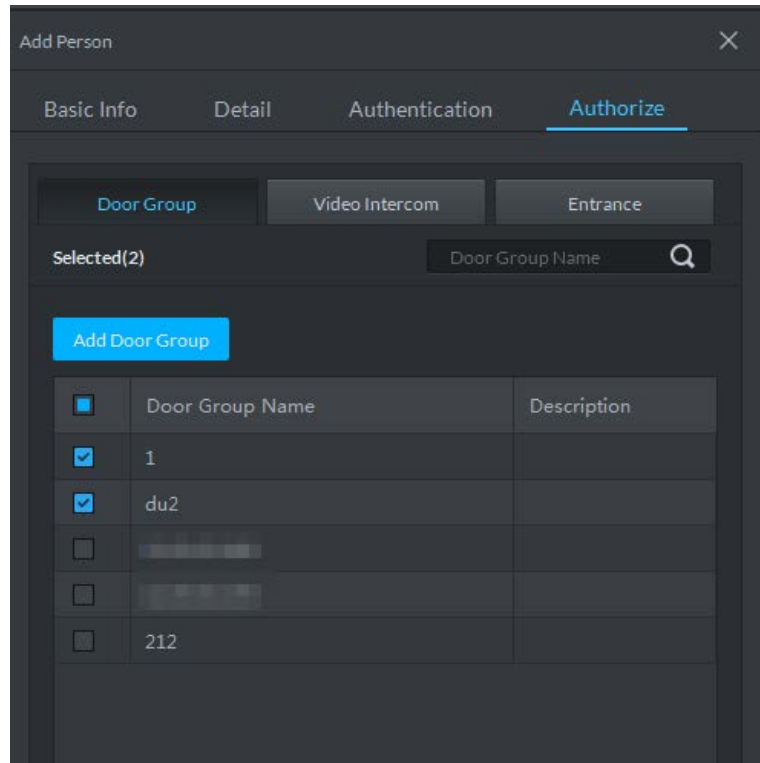 Add Person
Basic Info Detail Authentication Authorize
Door Group Video Intercom Entrance
Selected(2) Door Group Name
Add Door Group
Door Group Name Description
1
du2
212